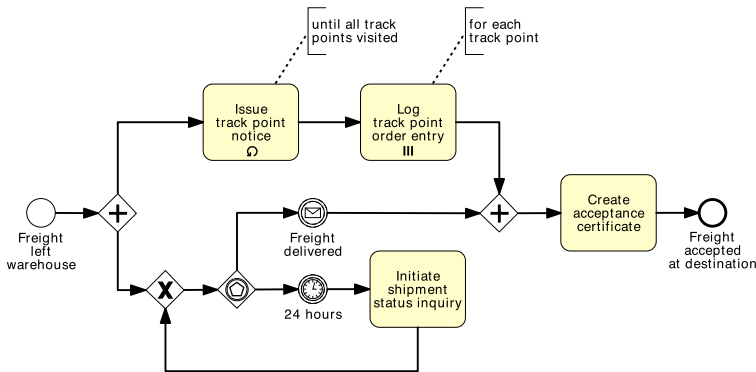 until all track
points visited
for each
track point
Issue
track point
notice
Log
track point
order entry
Freight
left
warehouse
Freight
delivered
Create
acceptance
certificate
Freight
accepted
at destination
24 hours
Initiate
shipment
status inquiry